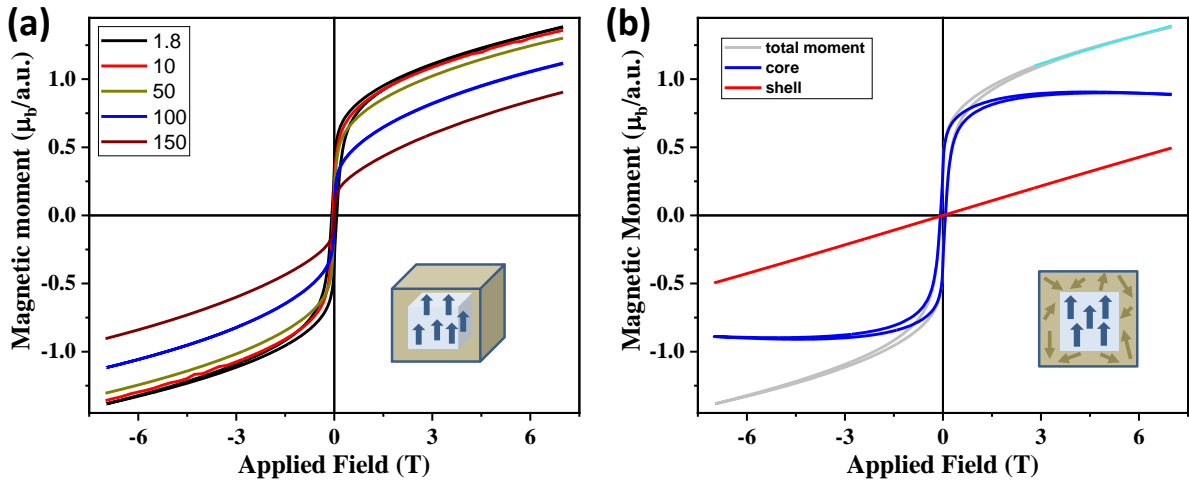 (a)
Magnetic moment (μb/a.u.)
1.8
10
50
100
150
1.0
0.5
0.0
-0.5
-1.0
-6 -3 0 3 6
Applied Field (T)
(b)
Magnetic Moment (μb/a.u.)
total moment
core
shell
1.0
0.5
0.0
-0.5
-1.0
-6 -3 0 3 6
Applied Field (T)